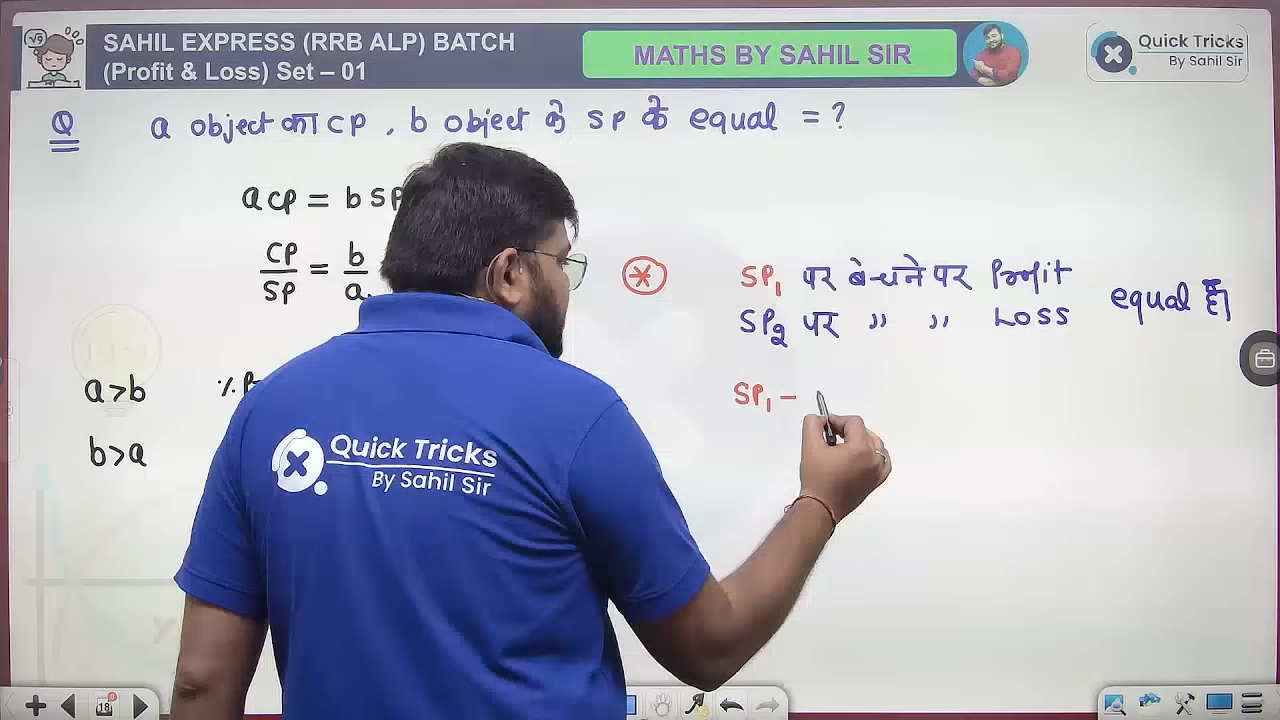 SAHIL EXPRESS (RRB ALP) BATCH
(Profit & Loss) Set – 01
MATHS BY SAHIL SIR
Quick Tricks
By Sahil Sir
Q a object का CP , b object के SP के equal = ?
a CP = b SP
CP/SP = b/a
* SP₁ पर बेचने पर Profit
SP₂ पर " " Loss
equal है।
SP₁ –
a>b
b>a
Quick Tricks
By Sahil Sir
18